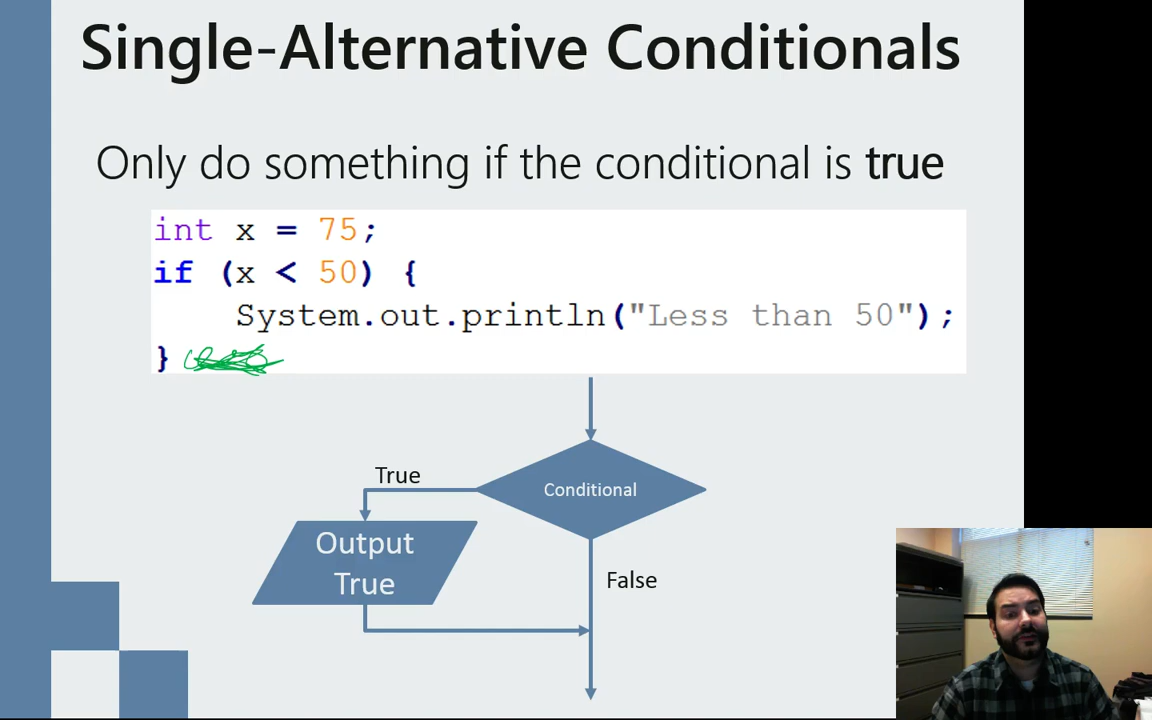 Single-Alternative Conditionals
Only do something if the conditional is true
int x = 75;
if (x < 50) {
    System.out.println("Less than 50");
}
True
Conditional
Output
True
False